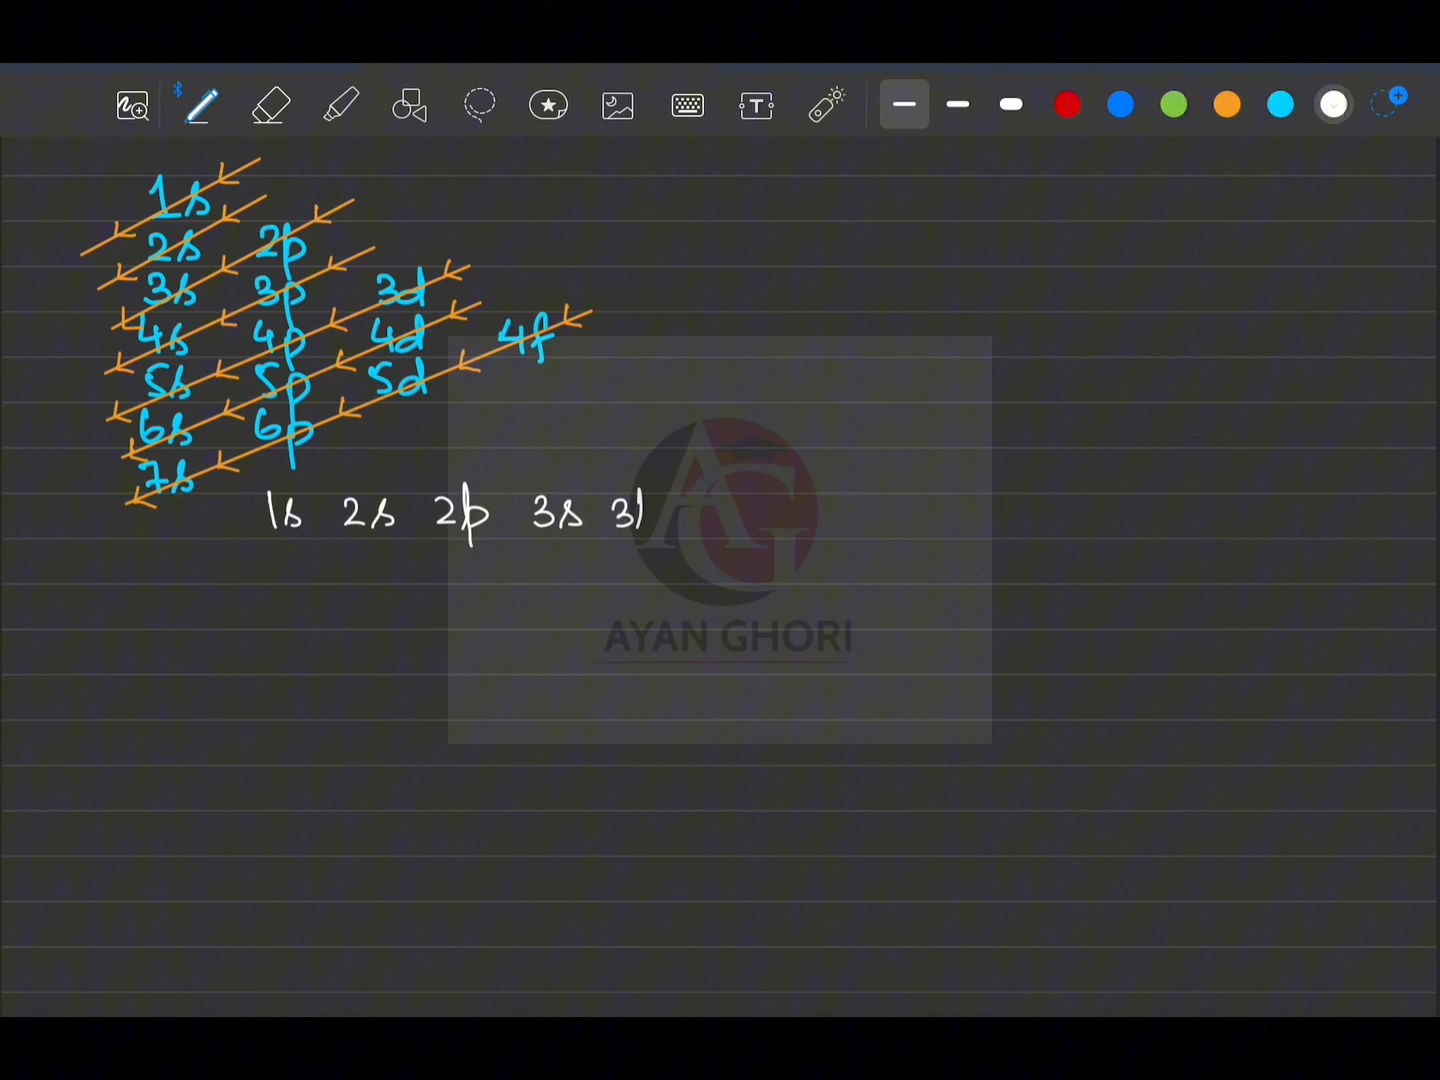 1s
2s 2p
3s 3p 3d
4s 4p 4d 4f
5s 5p 5d
6s 6p
7s
1s 2s 2p 3s 3
AYAN GHORI